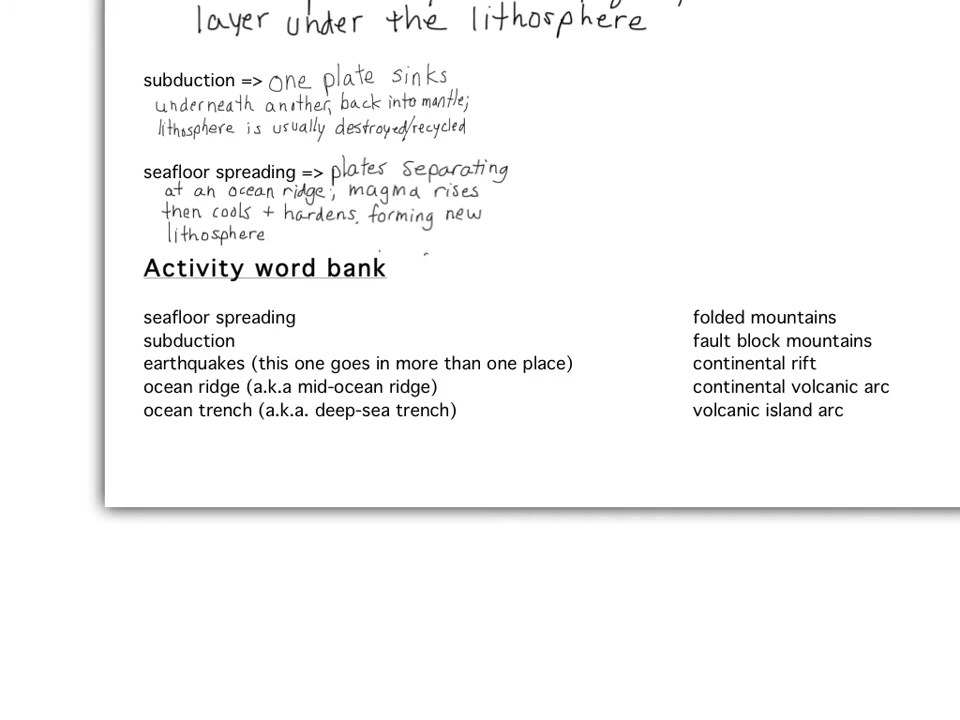 layer under the lithosphere
subduction => one plate sinks
underneath another, back into mantle;
lithosphere is usually destroyed/recycled
seafloor spreading => plates separating
at an ocean ridge; magma rises
then cools + hardens, forming new
lithosphere
Activity word bank
seafloor spreading
subduction
earthquakes (this one goes in more than one place)
ocean ridge (a.k.a mid-ocean ridge)
ocean trench (a.k.a. deep-sea trench)
folded mountains
fault block mountains
continental rift
continental volcanic arc
volcanic island arc